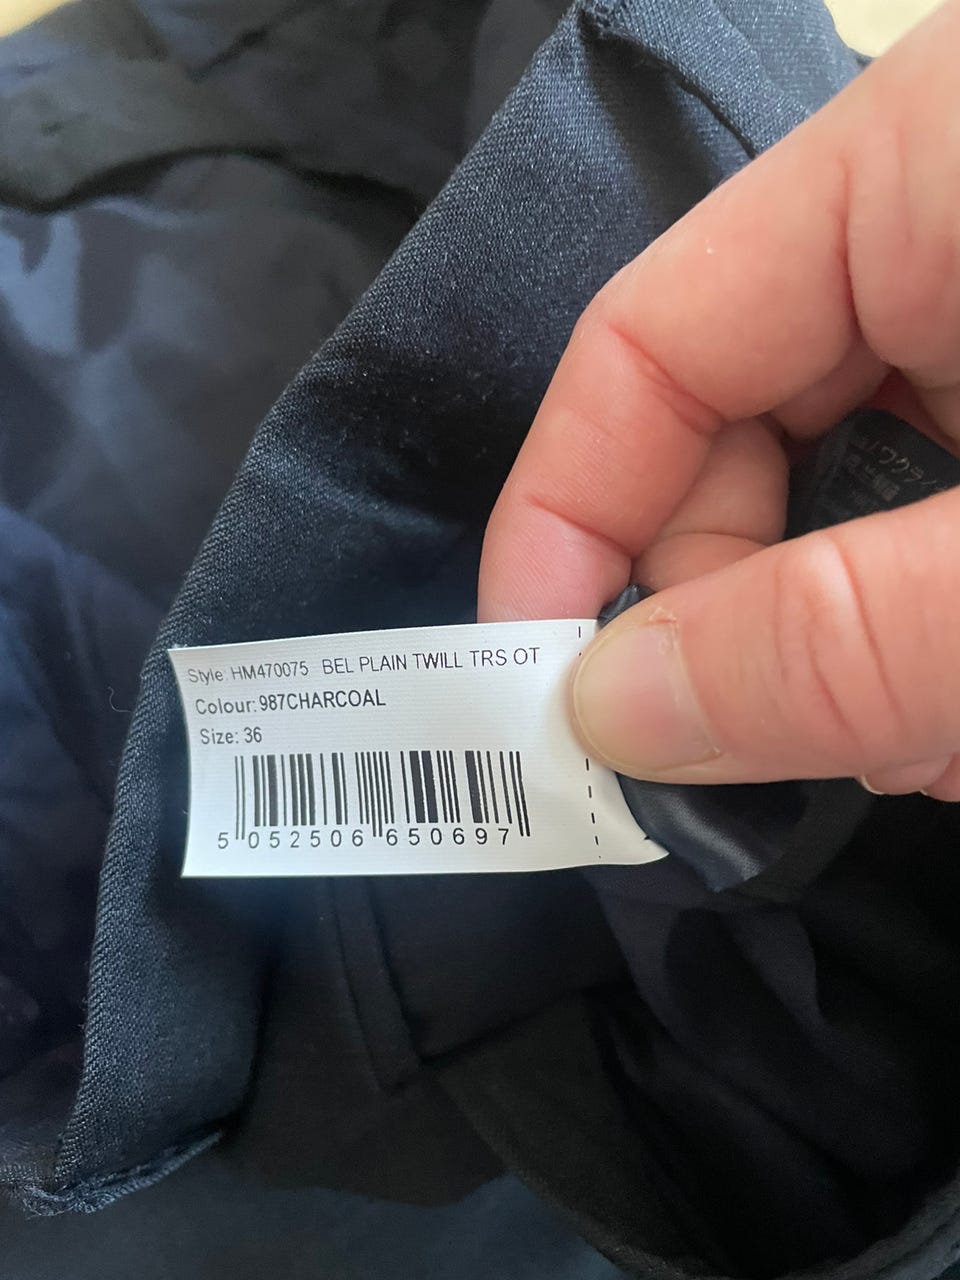 Style: HM470075 BEL PLAIN TWILL TRS OT
Colour: 987CHARCOAL
Size: 36
5 052506 650697